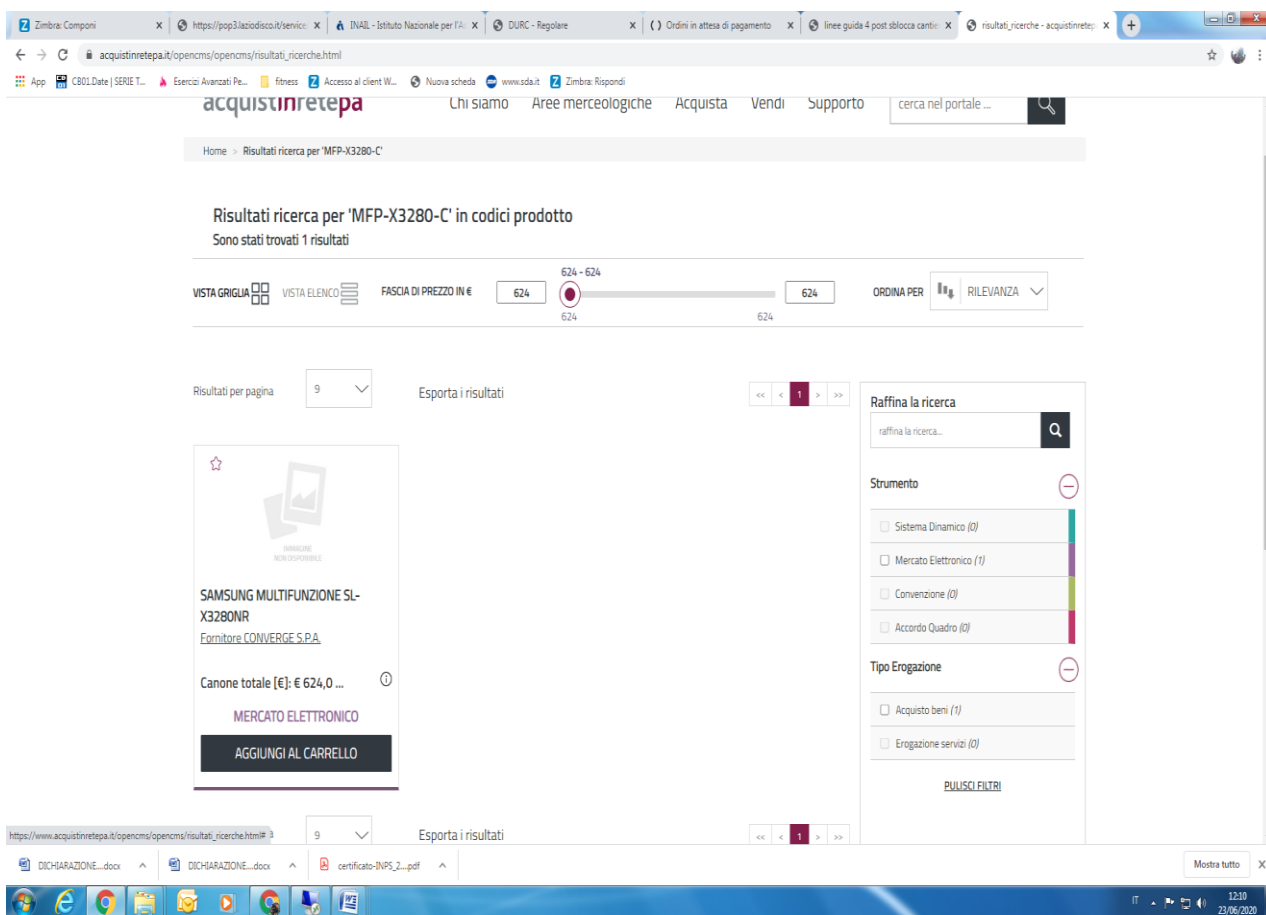 Zimbra: Componi
https://pop3.laziodisco.it/service
INAIL - Istituto Nazionale per l'A
DURC - Regolare
Ordini in attesa di pagamento
linee guida 4 post sblocca cantie
risultati_ricerche - acquistinretep
acquistinretepa.it/opencms/opencms/risultati_ricerche.html
App
CB01.Date | SERIE T...
Esercizi Avanzati Pe...
fitness
Accesso al client W...
Nuova scheda
www.sda.it
Zimbra: Rispondi
acquistinretepa
Chi siamo Aree merceologiche Acquista Vendi Supporto
cerca nel portale ...
Home > Risultati ricerca per 'MFP-X3280-C'
Risultati ricerca per 'MFP-X3280-C' in codici prodotto
Sono stati trovati 1 risultati
VISTA GRIGLIA
VISTA ELENCO
FASCIA DI PREZZO IN €
624
624 - 624
624
624
624
ORDINA PER
RILEVANZA
Risultati per pagina
9
Esporta i risultati
<< < 1 > >>
IMMAGINE
NON DISPONIBILE
SAMSUNG MULTIFUNZIONE SL-
X3280NR
Fornitore CONVERGE S.P.A.
Canone totale [€]: € 624,0 ...
MERCATO ELETTRONICO
AGGIUNGI AL CARRELLO
Raffina la ricerca
raffina la ricerca...
Strumento
Sistema Dinamico (0)
Mercato Elettronico (1)
Convenzione (0)
Accordo Quadro (0)
Tipo Erogazione
Acquisto beni (1)
Erogazione servizi (0)
PULISCI FILTRI
https://www.acquistinretepa.it/opencms/opencms/risultati_ricerche.html#
9
Esporta i risultati
<< < 1 > >>
DICHIARAZIONE....docx
DICHIARAZIONE....docx
certificato-INPS_2....pdf
Mostra tutto
IT
12:10
23/06/2020